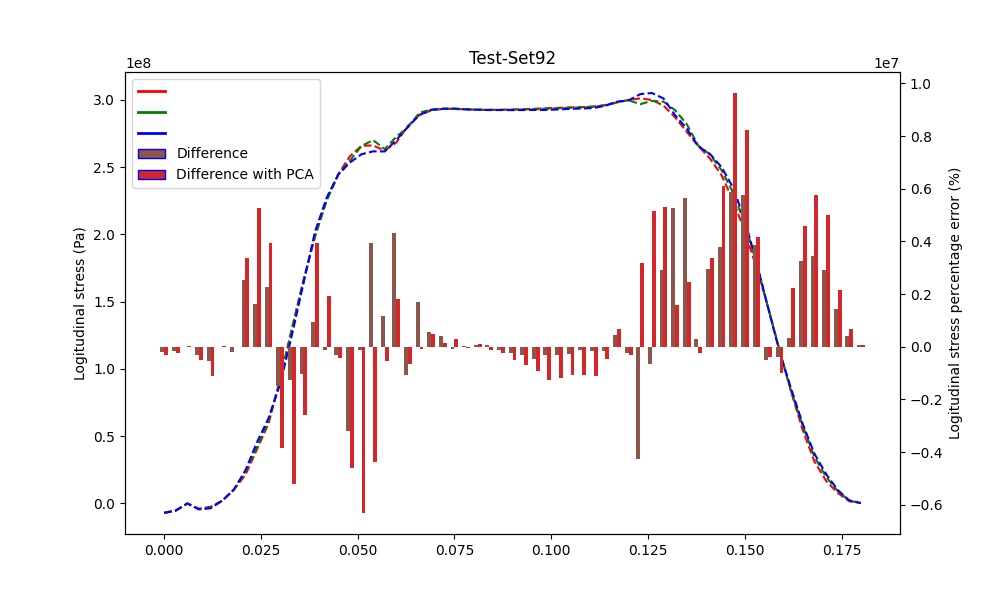 Test-Set92
1e8
1e7
Difference
Difference with PCA
3.0
2.5
2.0
1.5
1.0
0.5
0.0
Logitudinal stress (Pa)
1.0
0.8
0.6
0.4
0.2
0.0
−0.2
−0.4
−0.6
Logitudinal stress percentage error (%)
0.000 0.025 0.050 0.075 0.100 0.125 0.150 0.175